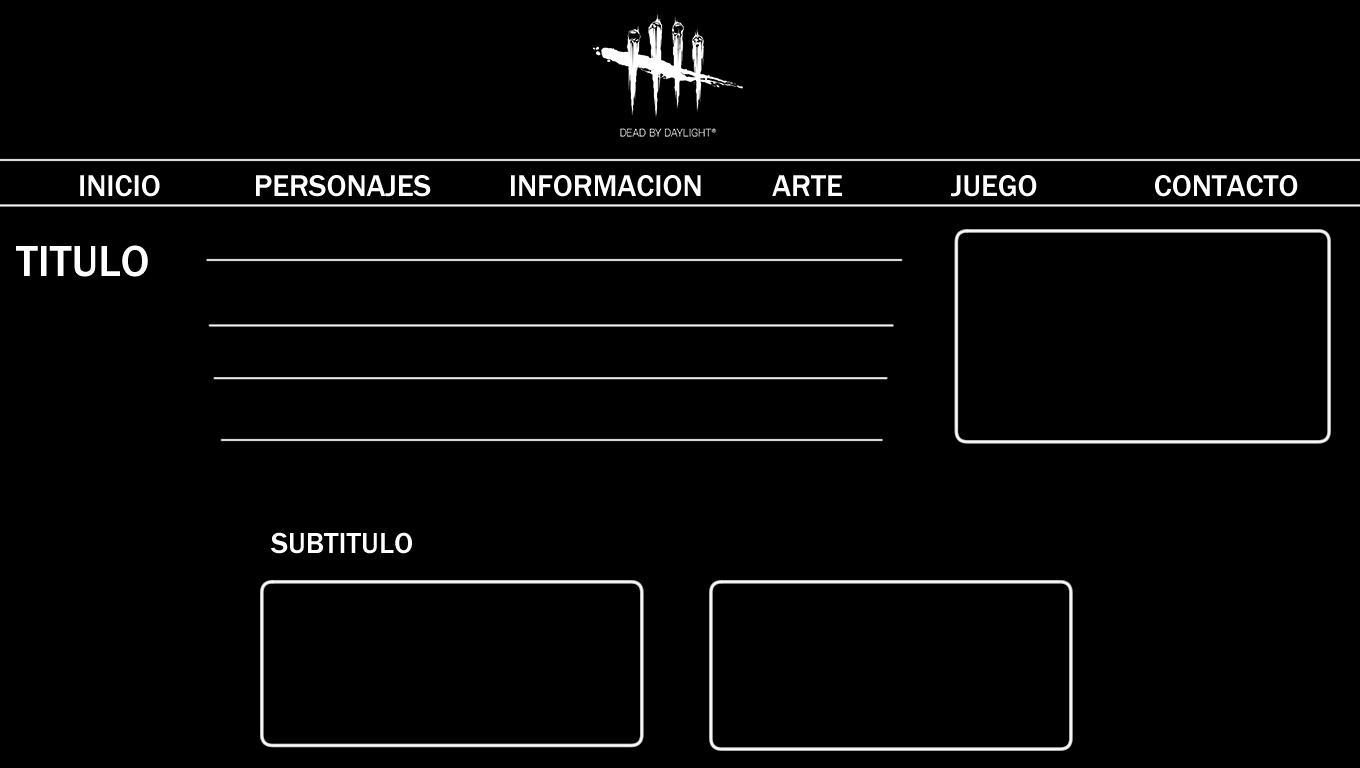 DEAD BY DAYLIGHT®
INICIO PERSONAJES INFORMACION ARTE JUEGO CONTACTO
TITULO
SUBTITULO